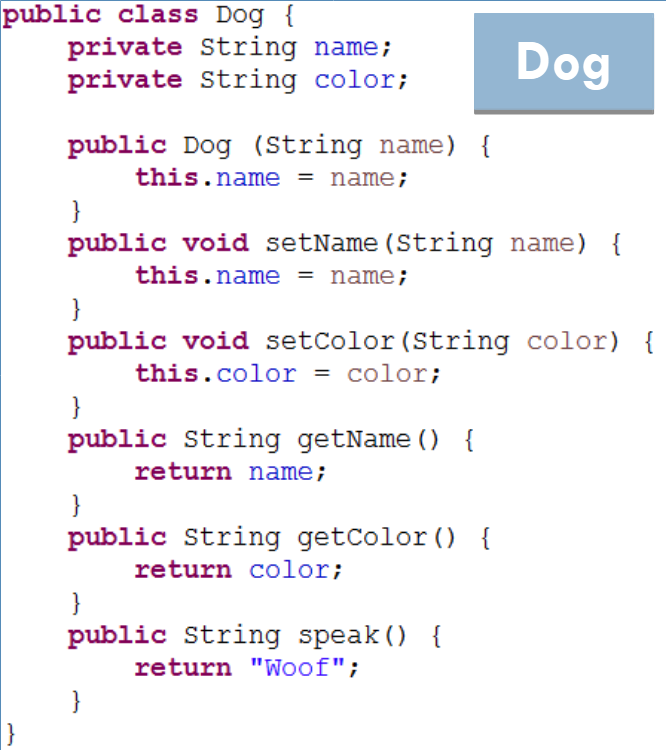 public class Dog {
    private String name;
    private String color;

    public Dog (String name) {
        this.name = name;
    }
    public void setName(String name) {
        this.name = name;
    }
    public void setColor(String color) {
        this.color = color;
    }
    public String getName() {
        return name;
    }
    public String getColor() {
        return color;
    }
    public String speak() {
        return "Woof";
    }
}
Dog